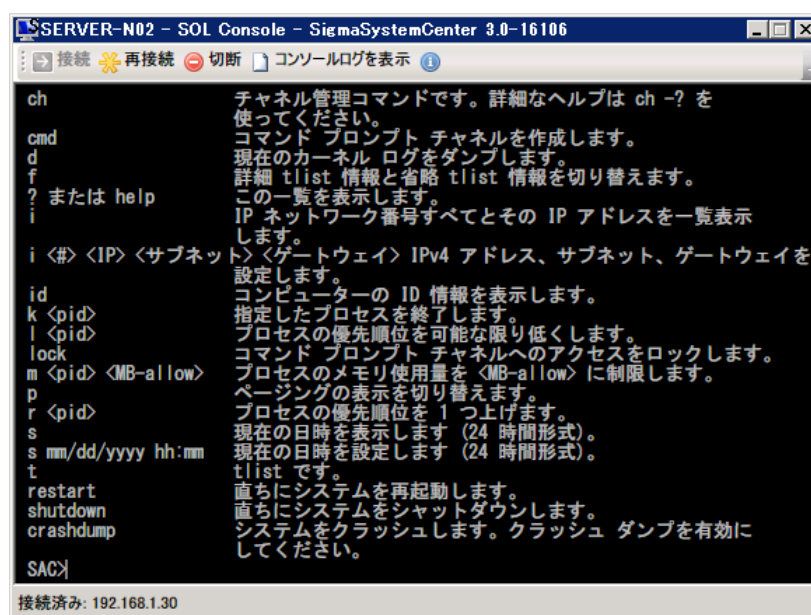 SERVER-N02 - SOL Console - SigmaSystemCenter 3.0-16106
接続 再接続 切断 コンソールログを表示
ch チャネル管理コマンドです。詳細なヘルプは ch -? を
使ってください。
cmd コマンド プロンプト チャネルを作成します。
d 現在のカーネル ログをダンプします。
f 詳細 tlist 情報と省略 tlist 情報を切り替えます。
? または help この一覧を表示します。
i IP ネットワーク番号すべてとその IP アドレスを一覧表示
します。
i <#> <IP> <サブネット> <ゲートウェイ> IPv4 アドレス、サブネット、ゲートウェイを
設定します。
id コンピューターの ID 情報を表示します。
k <pid> 指定したプロセスを終了します。
l <pid> プロセスの優先順位を可能な限り低くします。
lock コマンド プロンプト チャネルへのアクセスをロックします。
m <pid> <MB-allow> プロセスのメモリ使用量を <MB-allow> に制限します。
p ページングの表示を切り替えます。
r <pid> プロセスの優先順位を 1 つ上げます。
s 現在の日時を表示します (24 時間形式)。
s mm/dd/yyyy hh:mm 現在の日時を設定します (24 時間形式)。
t tlist です。
restart 直ちにシステムを再起動します。
shutdown 直ちにシステムをシャットダウンします。
crashdump システムをクラッシュします。クラッシュ ダンプを有効に
してください。
SAC>
接続済み: 192.168.1.30